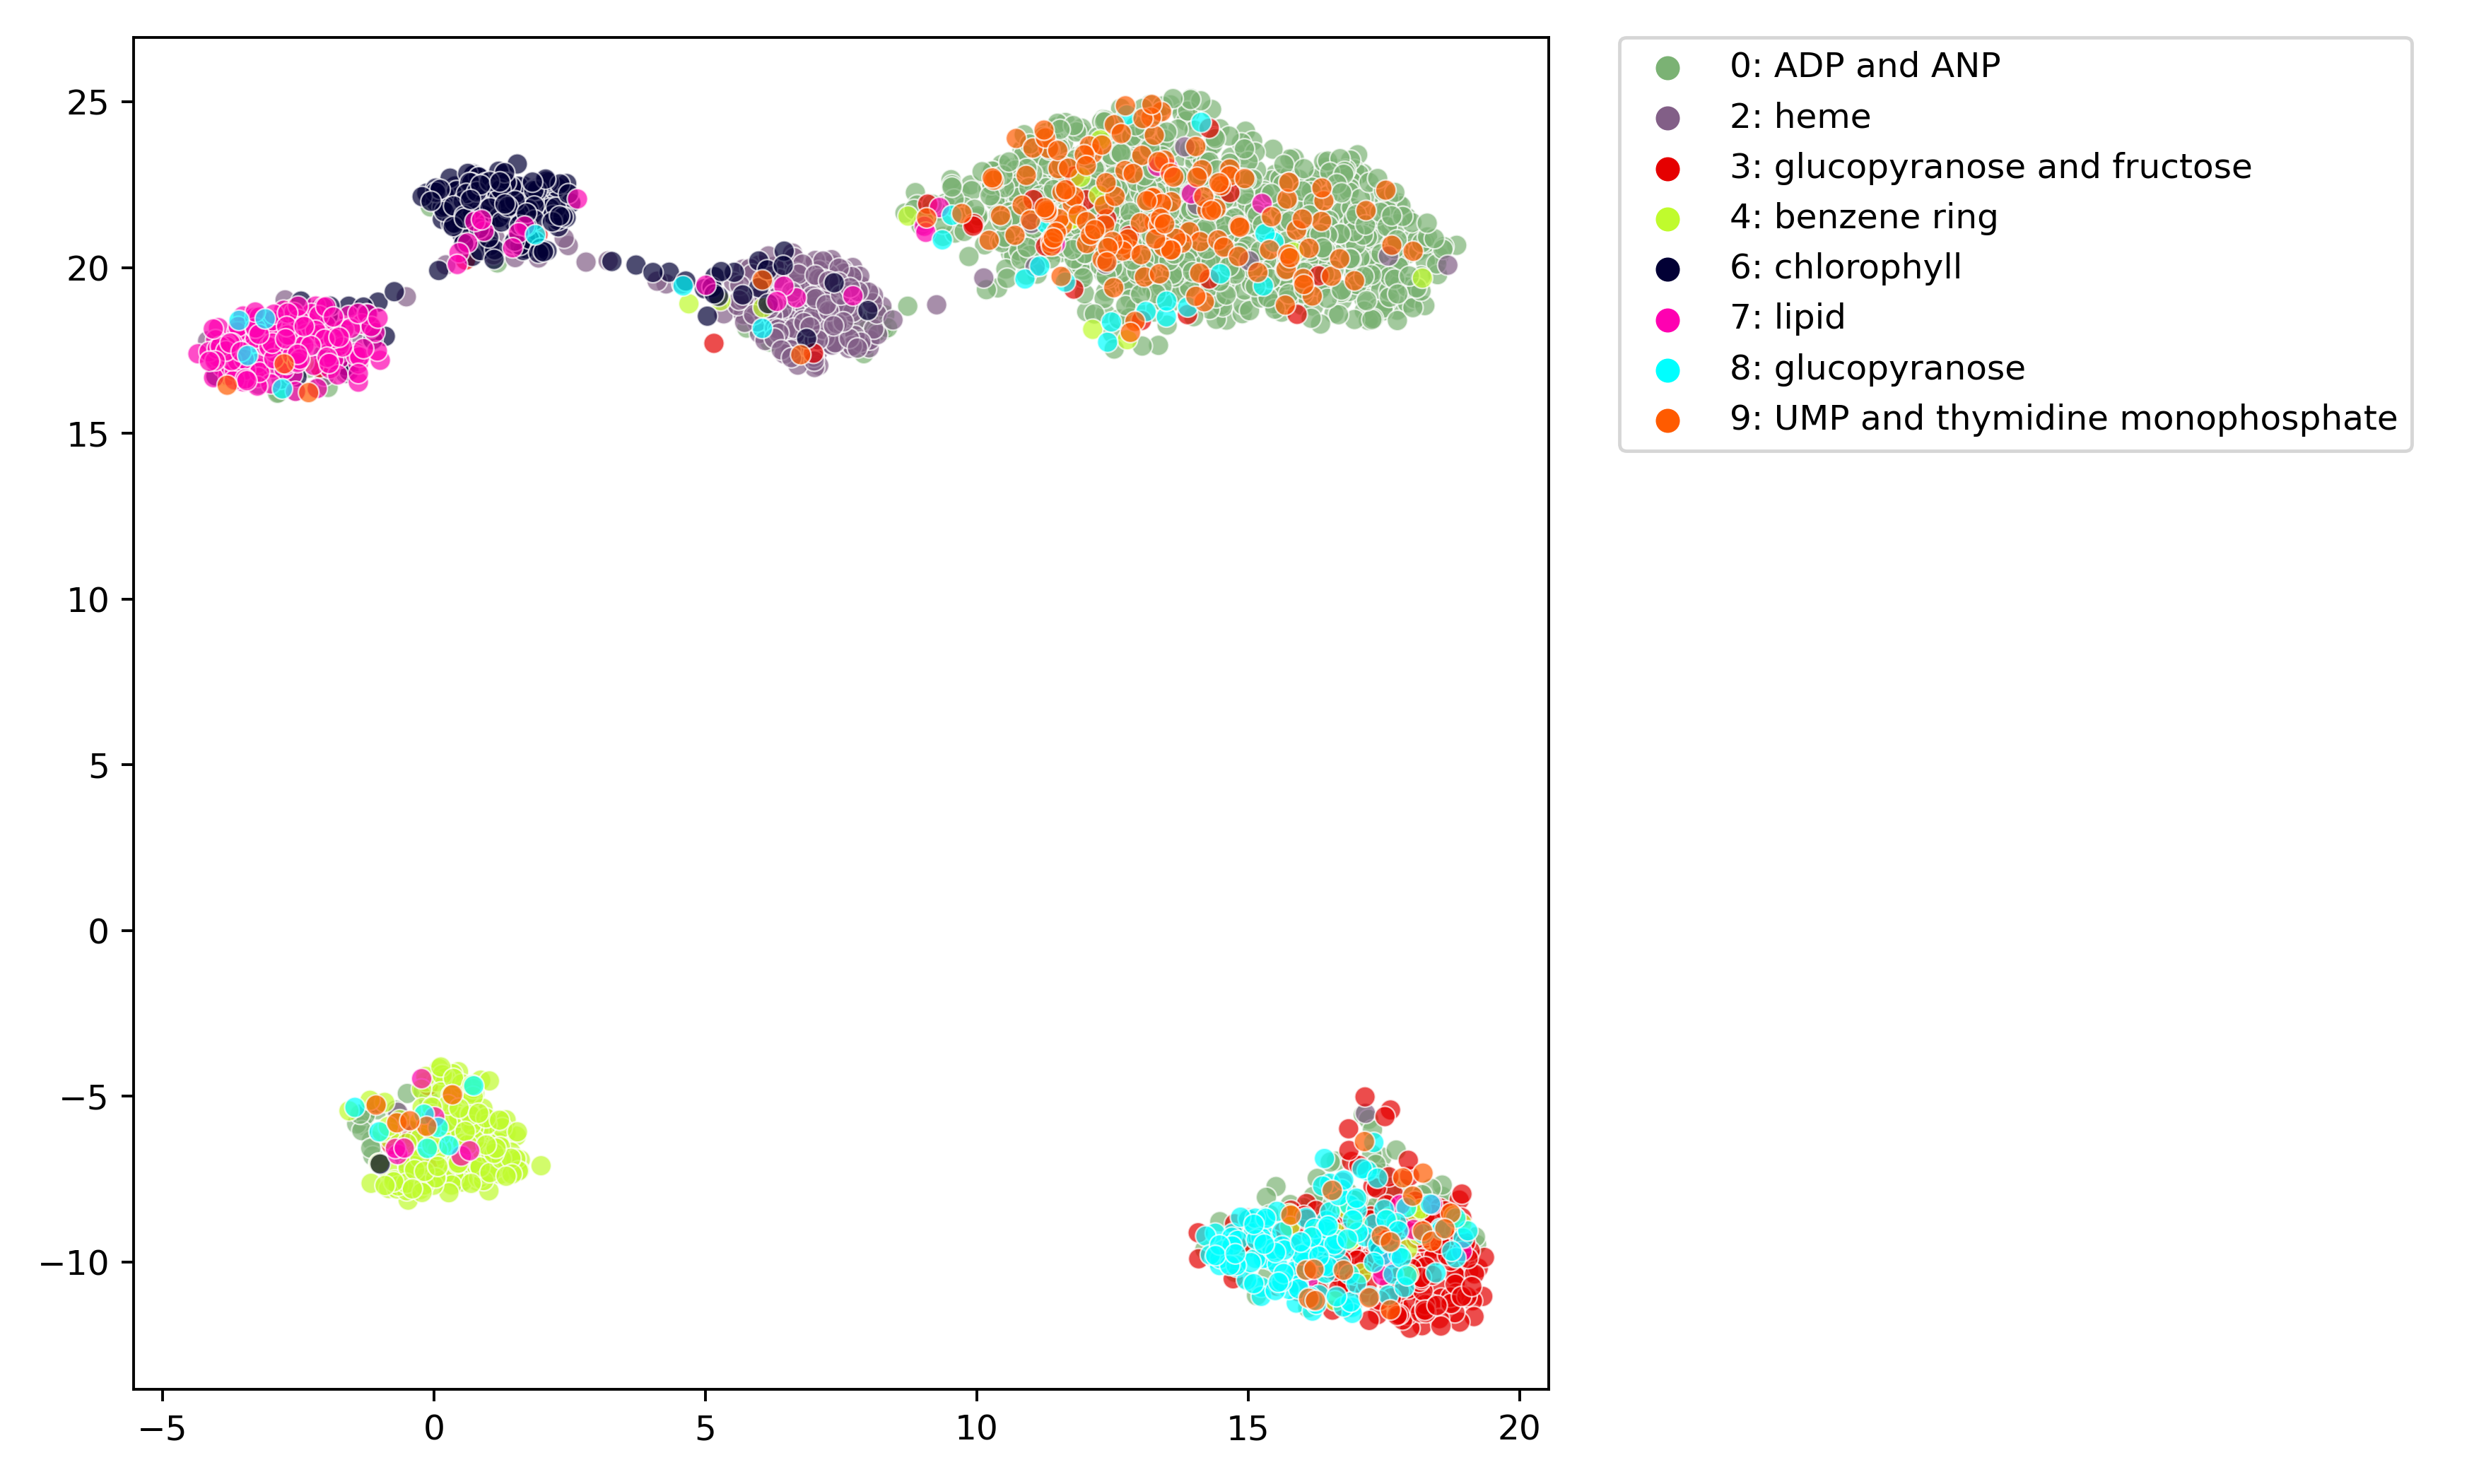 25
20
15
10
5
0
−5
−10
−5
0
5
10
15
20
0: ADP and ANP
2: heme
3: glucopyranose and fructose
4: benzene ring
6: chlorophyll
7: lipid
8: glucopyranose
9: UMP and thymidine monophosphate